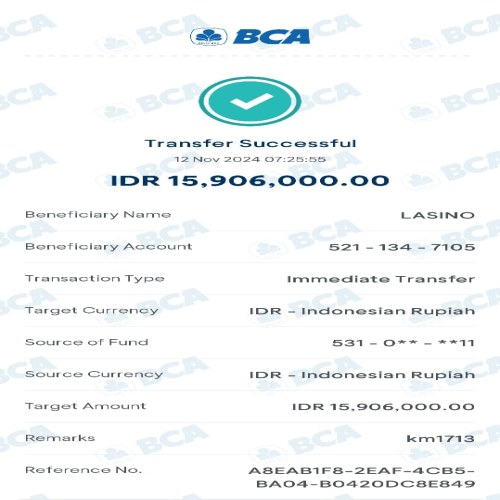 BCA
Transfer Successful
12 Nov 2024 07:25:55
IDR 15,906,000.00
Beneficiary Name LASINO
Beneficiary Account 521 - 134 - 7105
Transaction Type Immediate Transfer
Target Currency IDR - Indonesian Rupiah
Source of Fund 531 - 0** - **11
Source Currency IDR - Indonesian Rupiah
Target Amount IDR 15,906,000.00
Remarks km1713
Reference No. A8EAB1F8-2EAF-4CB5-
BA04-B0420DC8E849